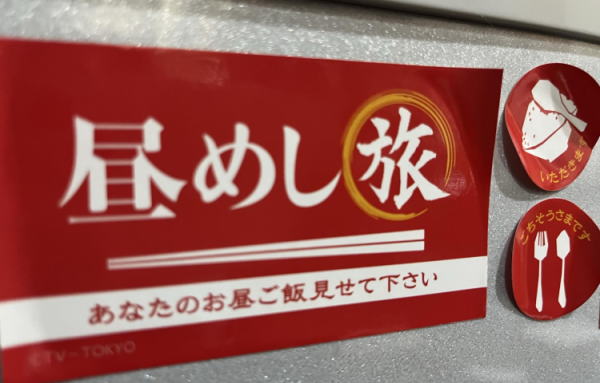 昼めし旅
あなたのお昼ご飯見せて下さい
©TV-TOKYO
いただきます
ごちそうさまです